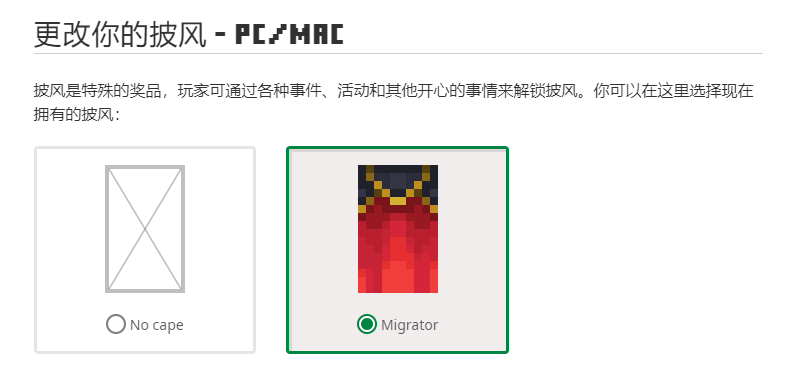 更改你的披风 - PC/MAC
披风是特殊的奖品，玩家可通过各种事件、活动和其他开心的事情来解锁披风。你可以在这里选择现在
拥有的披风：
No cape
Migrator